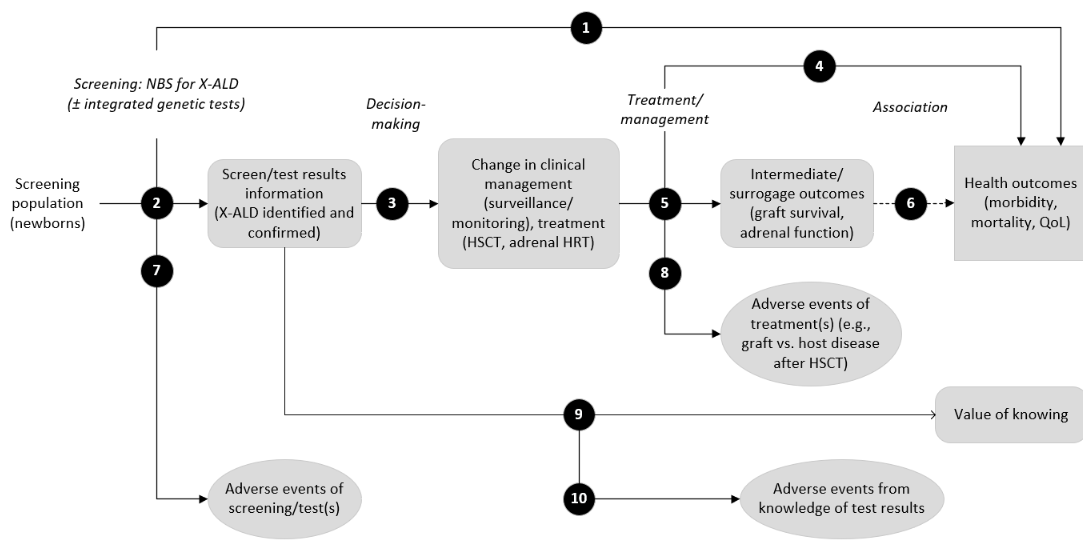 1
Screening: NBS for X-ALD
(± integrated genetic tests)
Decision-
making
Treatment/
management
4
Association
Screening
population
(newborns)
2
Screen/test results
information
(X-ALD identified and
confirmed)
3
Change in clinical
management
(surveillance/
monitoring), treatment
(HSCT, adrenal HRT)
5
Intermediate/
surrogage outcomes
(graft survival,
adrenal function)
6
Health outcomes
(morbidity,
mortality, QoL)
7
8
Adverse events of
treatment(s) (e.g.,
graft vs. host disease
after HSCT)
9
Value of knowing
Adverse events of
screening/test(s)
10
Adverse events from
knowledge of test results